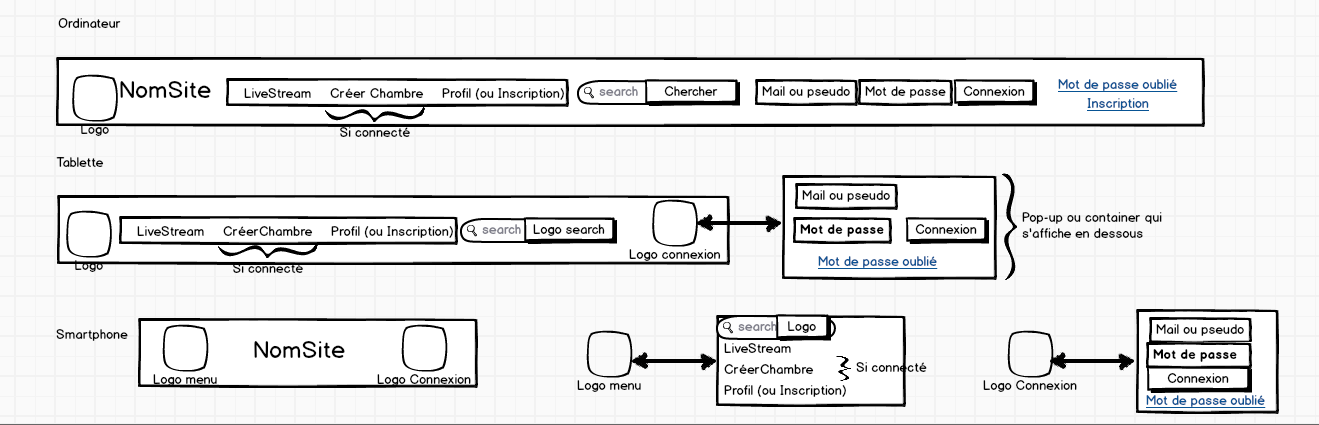 Ordinateur
NomSite
LiveStream Créer Chambre Profil (ou Inscription)
search Chercher
Mail ou pseudo Mot de passe Connexion
Mot de passe oublié
Inscription
Logo
Si connecté
Tablette
LiveStream CréerChambre Profil (ou Inscription)
search Logo search
Logo
Si connecté
Logo connexion
Mail ou pseudo
Mot de passe Connexion
Mot de passe oublié
Pop-up ou container qui
s'affiche en dessous
Smartphone
NomSite
Logo menu
Logo Connexion
Logo menu
search Logo
LiveStream
CréerChambre
Si connecté
Profil (ou Inscription)
Logo Connexion
Mail ou pseudo
Mot de passe
Connexion
Mot de passe oublié